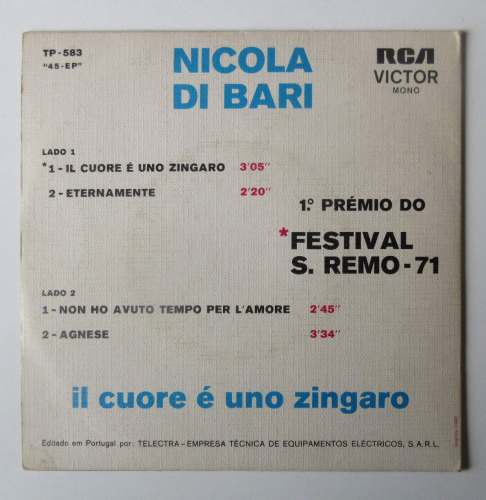 TP-583
"45-EP"
NICOLA
DI BARI
RCA
VICTOR
MONO
LADO 1
*1-IL CUORE É UNO ZINGARO 3'05"
2-ETERNAMENTE 2'20"
1.º PRÉMIO DO
*FESTIVAL
S. REMO-71
LADO 2
1-NON HO AVUTO TEMPO PER L'AMORE 2'45"
2-AGNESE 3'34"
il cuore é uno zingaro
Editado em Portugal por: TELECTRA-EMPRESA TÉCNICA DE EQUIPAMENTOS ELÉCTRICOS, S.A.R.L.